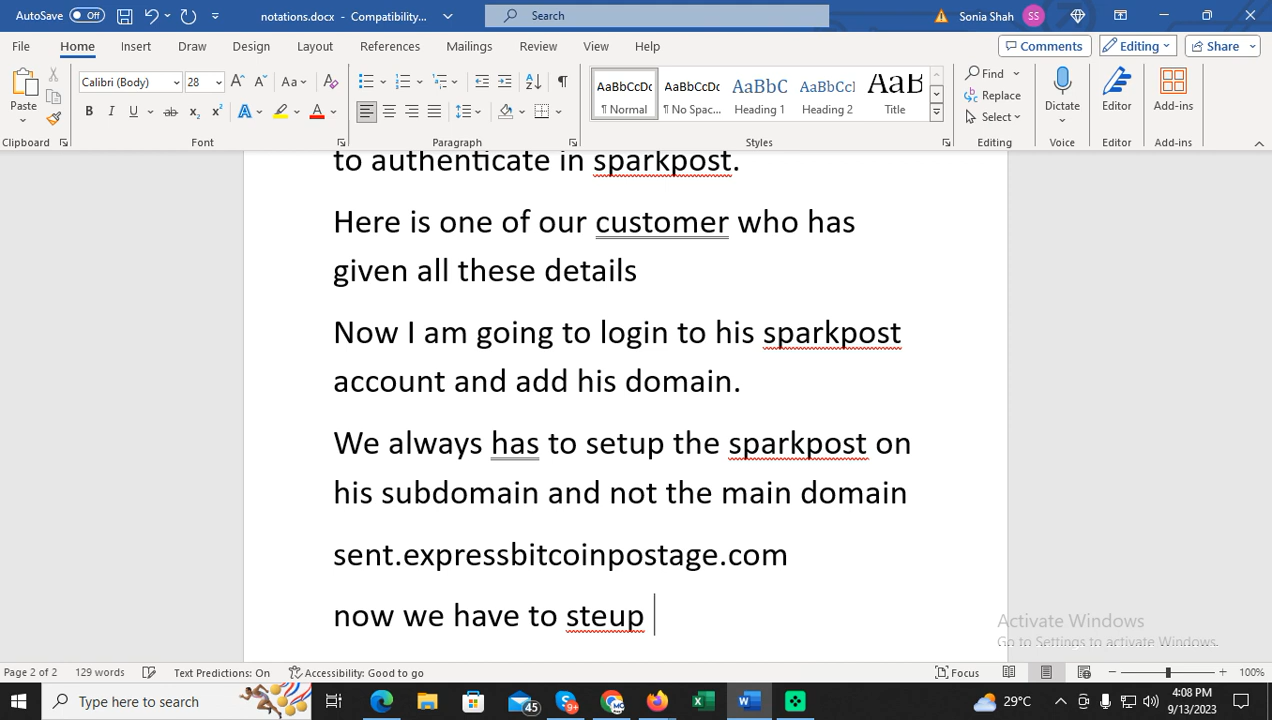 AutoSave Off notations.docx - Compatibility... Search Sonia Shah SS
File Home Insert Draw Design Layout References Mailings Review View Help Comments Editing Share
Paste Calibri (Body) 28 A A Aa A AaBbCcDc AaBbCcDc AaBbC AaBbCcI AaB Find Replace Select Dictate Editor Add-ins
B I U ab x₂ x² A A Normal No Spac... Heading 1 Heading 2 Title
Clipboard Font Paragraph Styles Editing Voice Editor Add-ins
to authenticate in sparkpost.
Here is one of our customer who has
given all these details
Now I am going to login to his sparkpost
account and add his domain.
We always has to setup the sparkpost on
his subdomain and not the main domain
sent.expressbitcoinpostage.com
now we have to steup
Activate Windows
Go to Settings to activate Windows.
Page 2 of 2 129 words Text Predictions: On Accessibility: Good to go Focus 100%
Type here to search 45 9+ 29°C 4:08 PM
9/13/2023